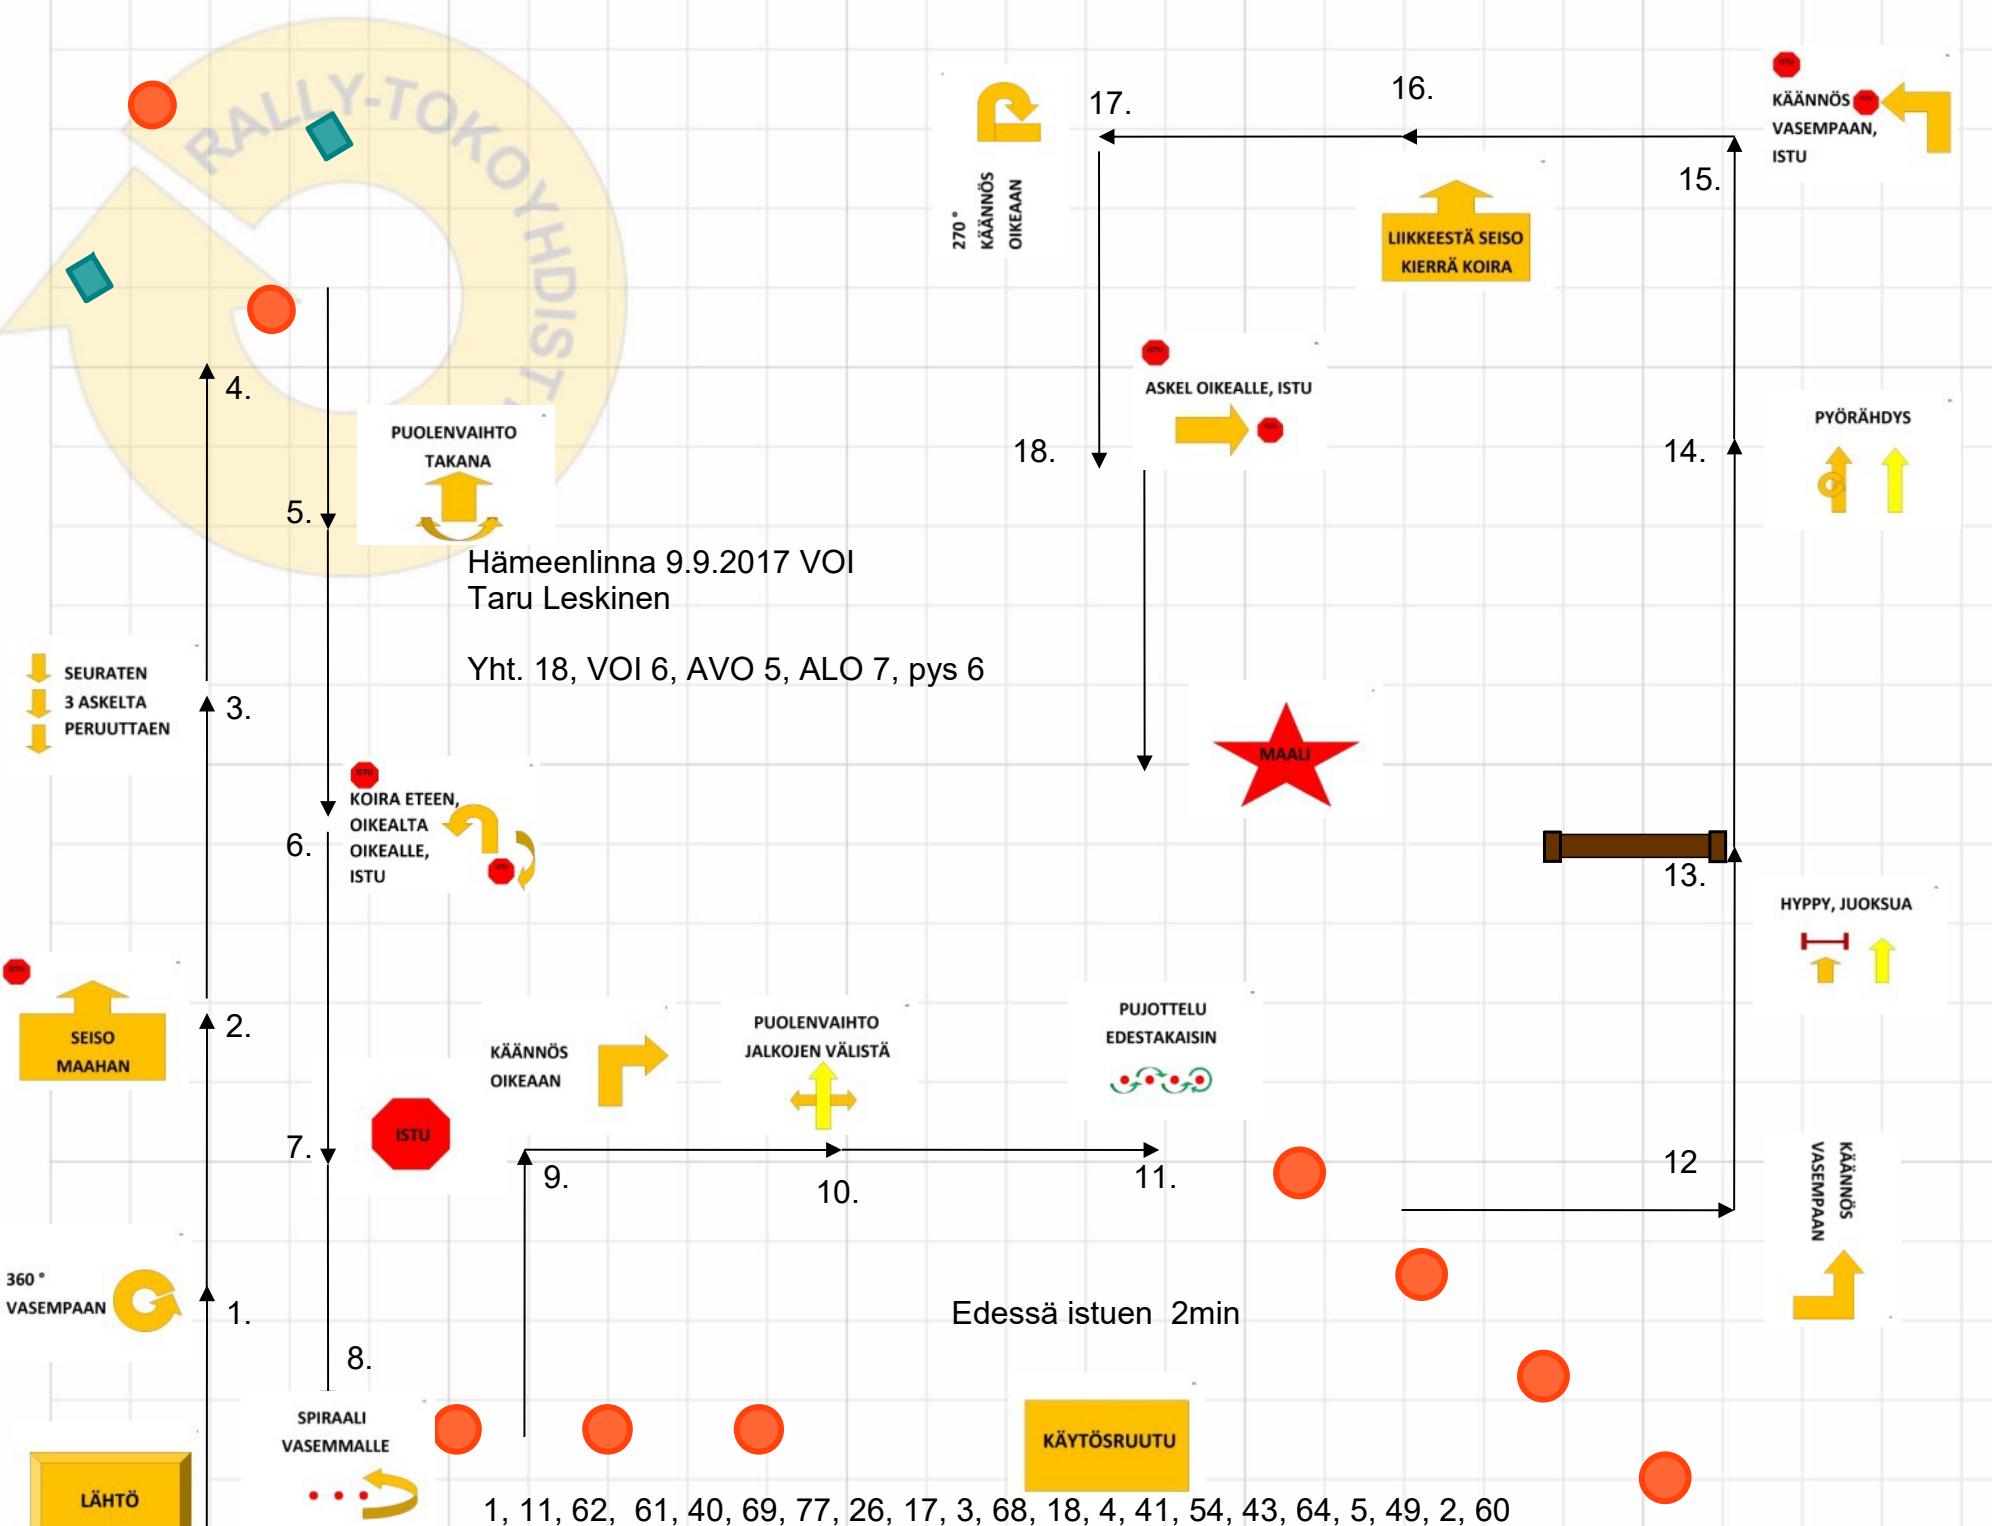 RALLY-TOKOYHDIST
17.
16.
KÄÄNNÖS
VASEMPAAN,
ISTU
15.
270 °
KÄÄNNÖS
OIKEAAN
LIIKKEESTÄ SEISO
KIERRÄ KOIRA
4.
PUOLENVAIHTO
TAKANA
5.
ASKEL OIKEALLE, ISTU
18.
PYÖRÄHDYS
14.
Hämeenlinna 9.9.2017 VOI
Taru Leskinen
Yht. 18, VOI 6, AVO 5, ALO 7, pys 6
SEURATEN
3 ASKELTA
PERUUTTAEN
3.
ISTU
KOIRA ETEEN,
OIKEALTA
OIKEALLE,
ISTU
6.
MAALI
13.
HYPPY, JUOKSUA
SEISO
MAAHAN
2.
KÄÄNNÖS
OIKEAAN
PUOLENVAIHTO
JALKOJEN VÄLISTÄ
PUJOTTELU
EDESTAKAISIN
ISTU
7.
9.
10.
11.
12
KÄÄNNÖS
VASEMPAAN
360 °
VASEMPAAN
1.
Edessä istuen 2min
8.
SPIRAALI
VASEMMALLE
KÄYTÖSRUUTU
LÄHTÖ
1, 11, 62, 61, 40, 69, 77, 26, 17, 3, 68, 18, 4, 41, 54, 43, 64, 5, 49, 2, 60